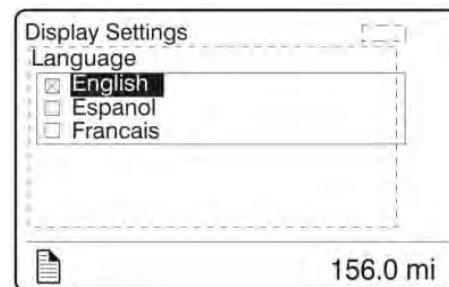 Display Settings
Language
English
Espanol
Francais
156.0 mi